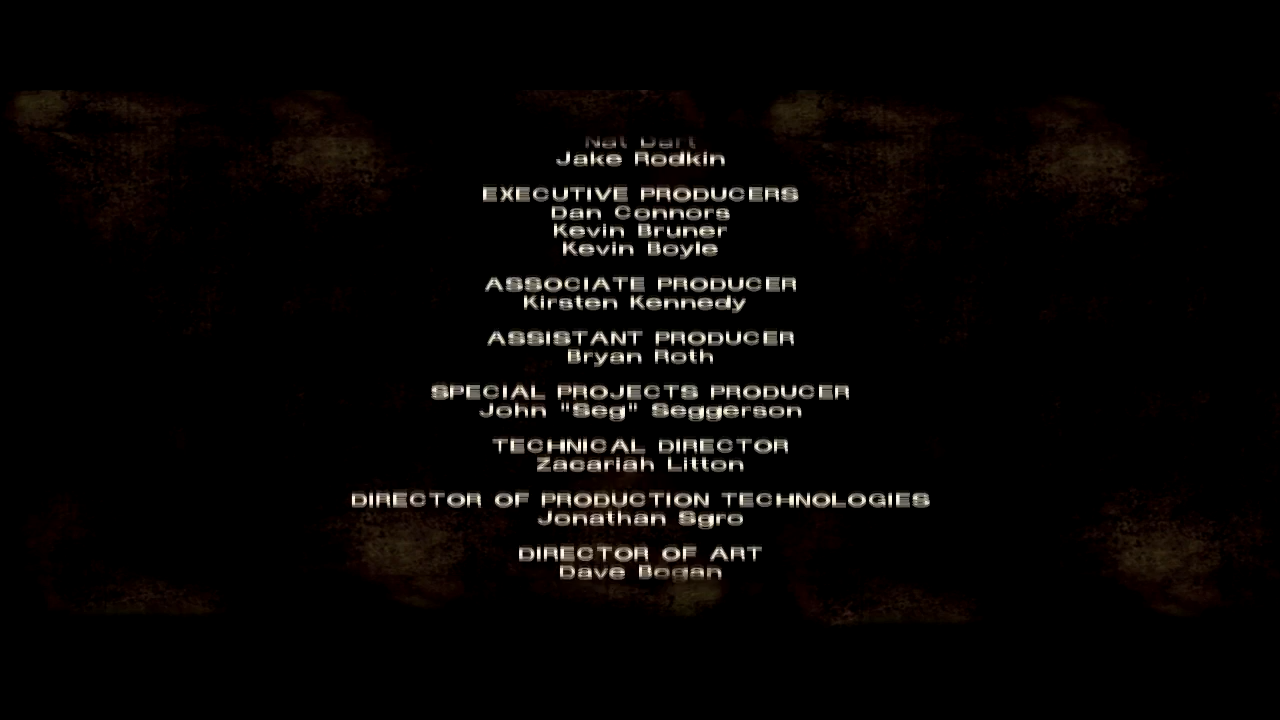 Nat Dart
Jake Rodkin
EXECUTIVE PRODUCERS
Dan Connors
Kevin Bruner
Kevin Boyle
ASSOCIATE PRODUCER
Kirsten Kennedy
ASSISTANT PRODUCER
Bryan Roth
SPECIAL PROJECTS PRODUCER
John "Seg" Seggerson
TECHNICAL DIRECTOR
Zacariah Litton
DIRECTOR OF PRODUCTION TECHNOLOGIES
Jonathan Sgro
DIRECTOR OF ART
Dave Bogan